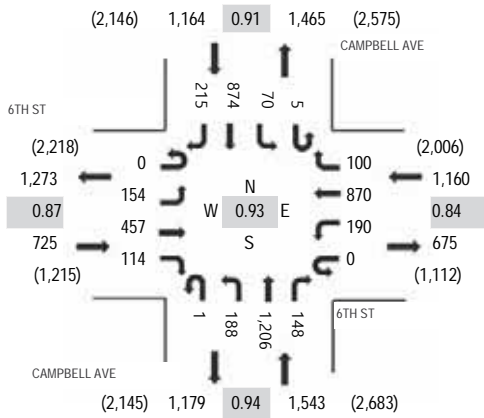 (2,146) 1,164 0.91 1,465 (2,575)
CAMPBELL AVE
215 874 70 5
6TH ST
(2,218) (2,006)
0 100
1,273 1,160
154 870
N
0.87 W 0.93 E 0.84
457 190
S
725 675
114 0
(1,215) (1,112)
1 188 1,206 148
6TH ST
CAMPBELL AVE
(2,145) 1,179 0.94 1,543 (2,683)